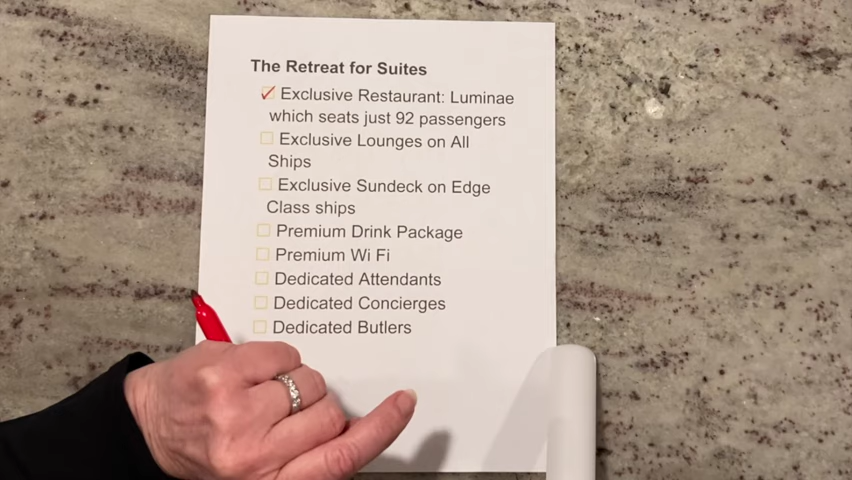 The Retreat for Suites
Exclusive Restaurant: Luminae
which seats just 92 passengers
Exclusive Lounges on All
Ships
Exclusive Sundeck on Edge
Class ships
Premium Drink Package
Premium Wi Fi
Dedicated Attendants
Dedicated Concierges
Dedicated Butlers